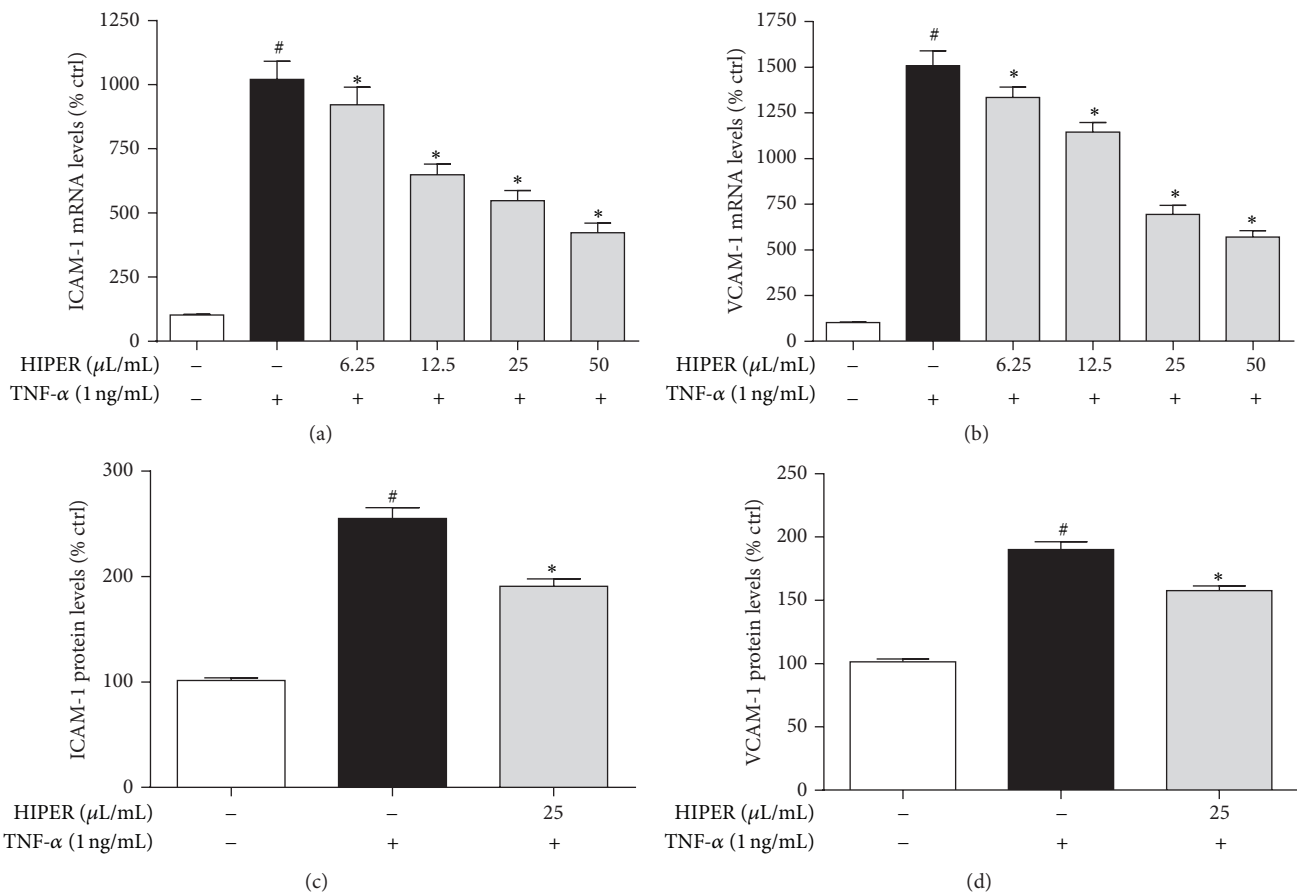 ICAM-1 mRNA levels (% ctrl)
1250
1000
750
500
250
0
#
*
*
*
*
HIPER (μL/mL) – – 6.25 12.5 25 50
TNF-α (1 ng/mL) – + + + + +
(a)
VCAM-1 mRNA levels (% ctrl)
1750
1500
1250
1000
750
500
250
0
#
*
*
*
*
HIPER (μL/mL) – – 6.25 12.5 25 50
TNF-α (1 ng/mL) – + + + + +
(b)
ICAM-1 protein levels (% ctrl)
300
200
100
0
#
*
HIPER (μL/mL) – – 25
TNF-α (1 ng/mL) – + +
(c)
VCAM-1 protein levels (% ctrl)
250
200
150
100
50
0
#
*
HIPER (μL/mL) – – 25
TNF-α (1 ng/mL) – + +
(d)